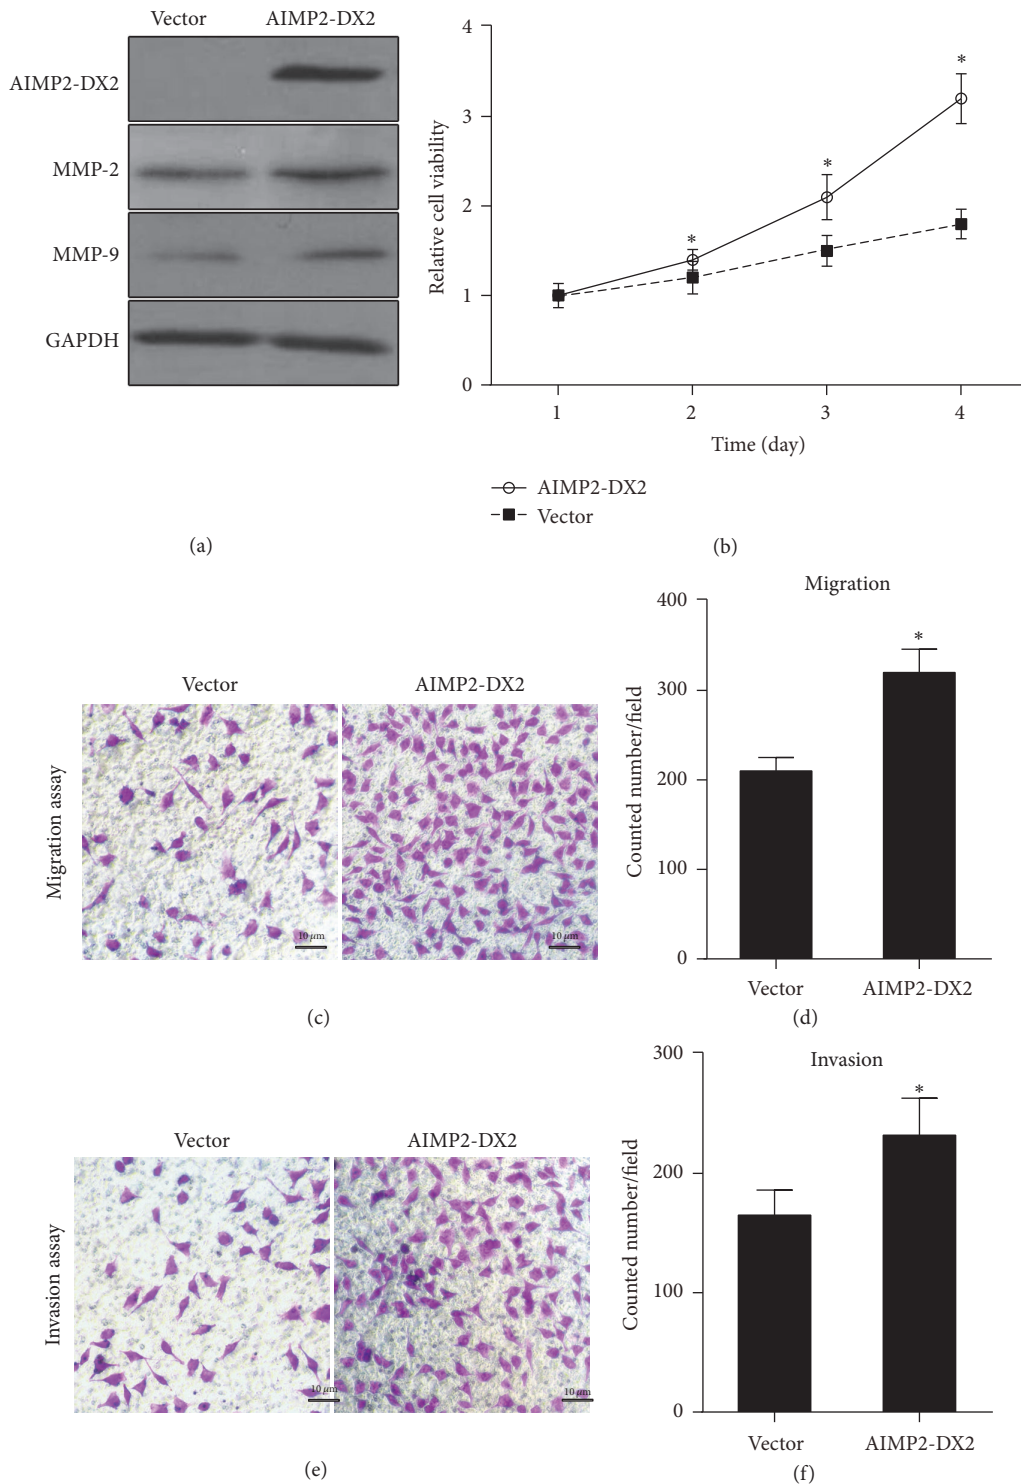 Vector AIMP2-DX2
AIMP2-DX2
MMP-2
MMP-9
GAPDH
(a)
4
3
2
1
0
Relative cell viability
*
*
*
1 2 3 4
Time (day)
AIMP2-DX2
Vector
(b)
Vector AIMP2-DX2
Migration assay
10 μm
10 μm
(c)
Migration
400
300
200
100
0
Counted number/field
*
Vector AIMP2-DX2
(d)
Vector AIMP2-DX2
Invasion assay
10 μm
10 μm
(e)
Invasion
300
200
100
0
Counted number/field
*
Vector AIMP2-DX2
(f)